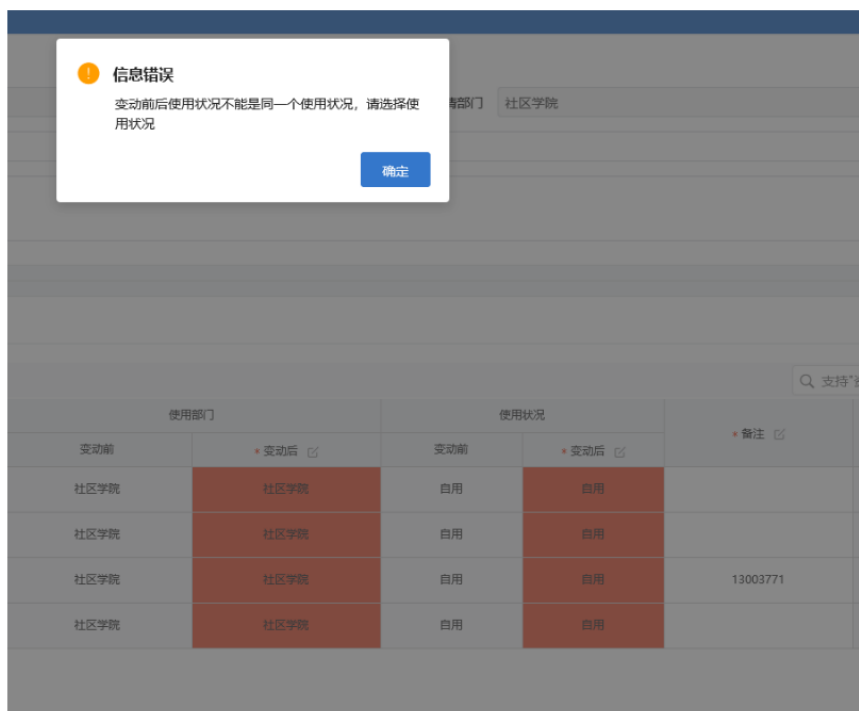 信息错误
变动前后使用状况不能是同一个使用状况，请选择使
用状况
确定
请部门 社区学院
支持"
使用部门 使用状况 * 备注
变动前 * 变动后 变动前 * 变动后
社区学院 社区学院 自用 自用
社区学院 社区学院 自用 自用
社区学院 社区学院 自用 自用 13003771
社区学院 社区学院 自用 自用